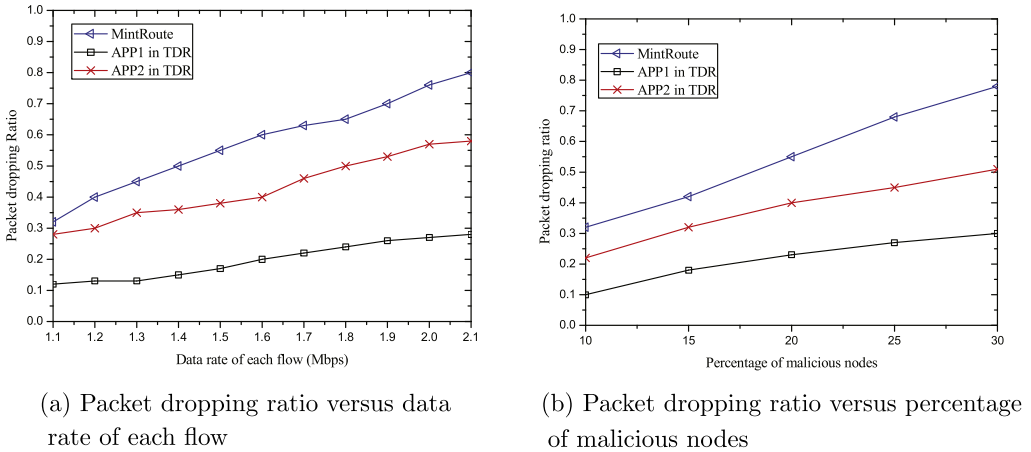 1.0
0.9
0.8
0.7
0.6
0.5
0.4
0.3
0.2
0.1
0.0
Packet dropping Ratio
MintRoute
APP1 in TDR
APP2 in TDR
1.1 1.2 1.3 1.4 1.5 1.6 1.7 1.8 1.9 2.0 2.1
Data rate of each flow (Mbps)
(a) Packet dropping ratio versus data
rate of each flow
1.0
0.9
0.8
0.7
0.6
0.5
0.4
0.3
0.2
0.1
0.0
Packet dropping ratio
MintRoute
APP1 in TDR
APP2 in TDR
10 15 20 25 30
Percentage of malicious nodes
(b) Packet dropping ratio versus percentage
of malicious nodes